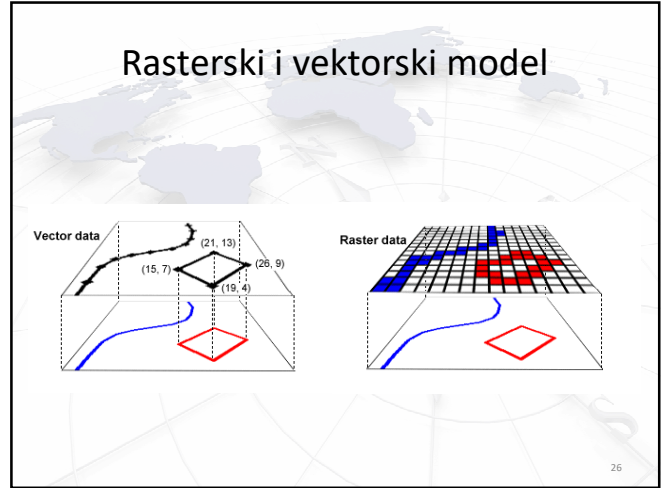 Rasterski i vektorski model
Vector data
(21, 13)
(15, 7)
(26, 9)
(19, 4)
Raster data
26